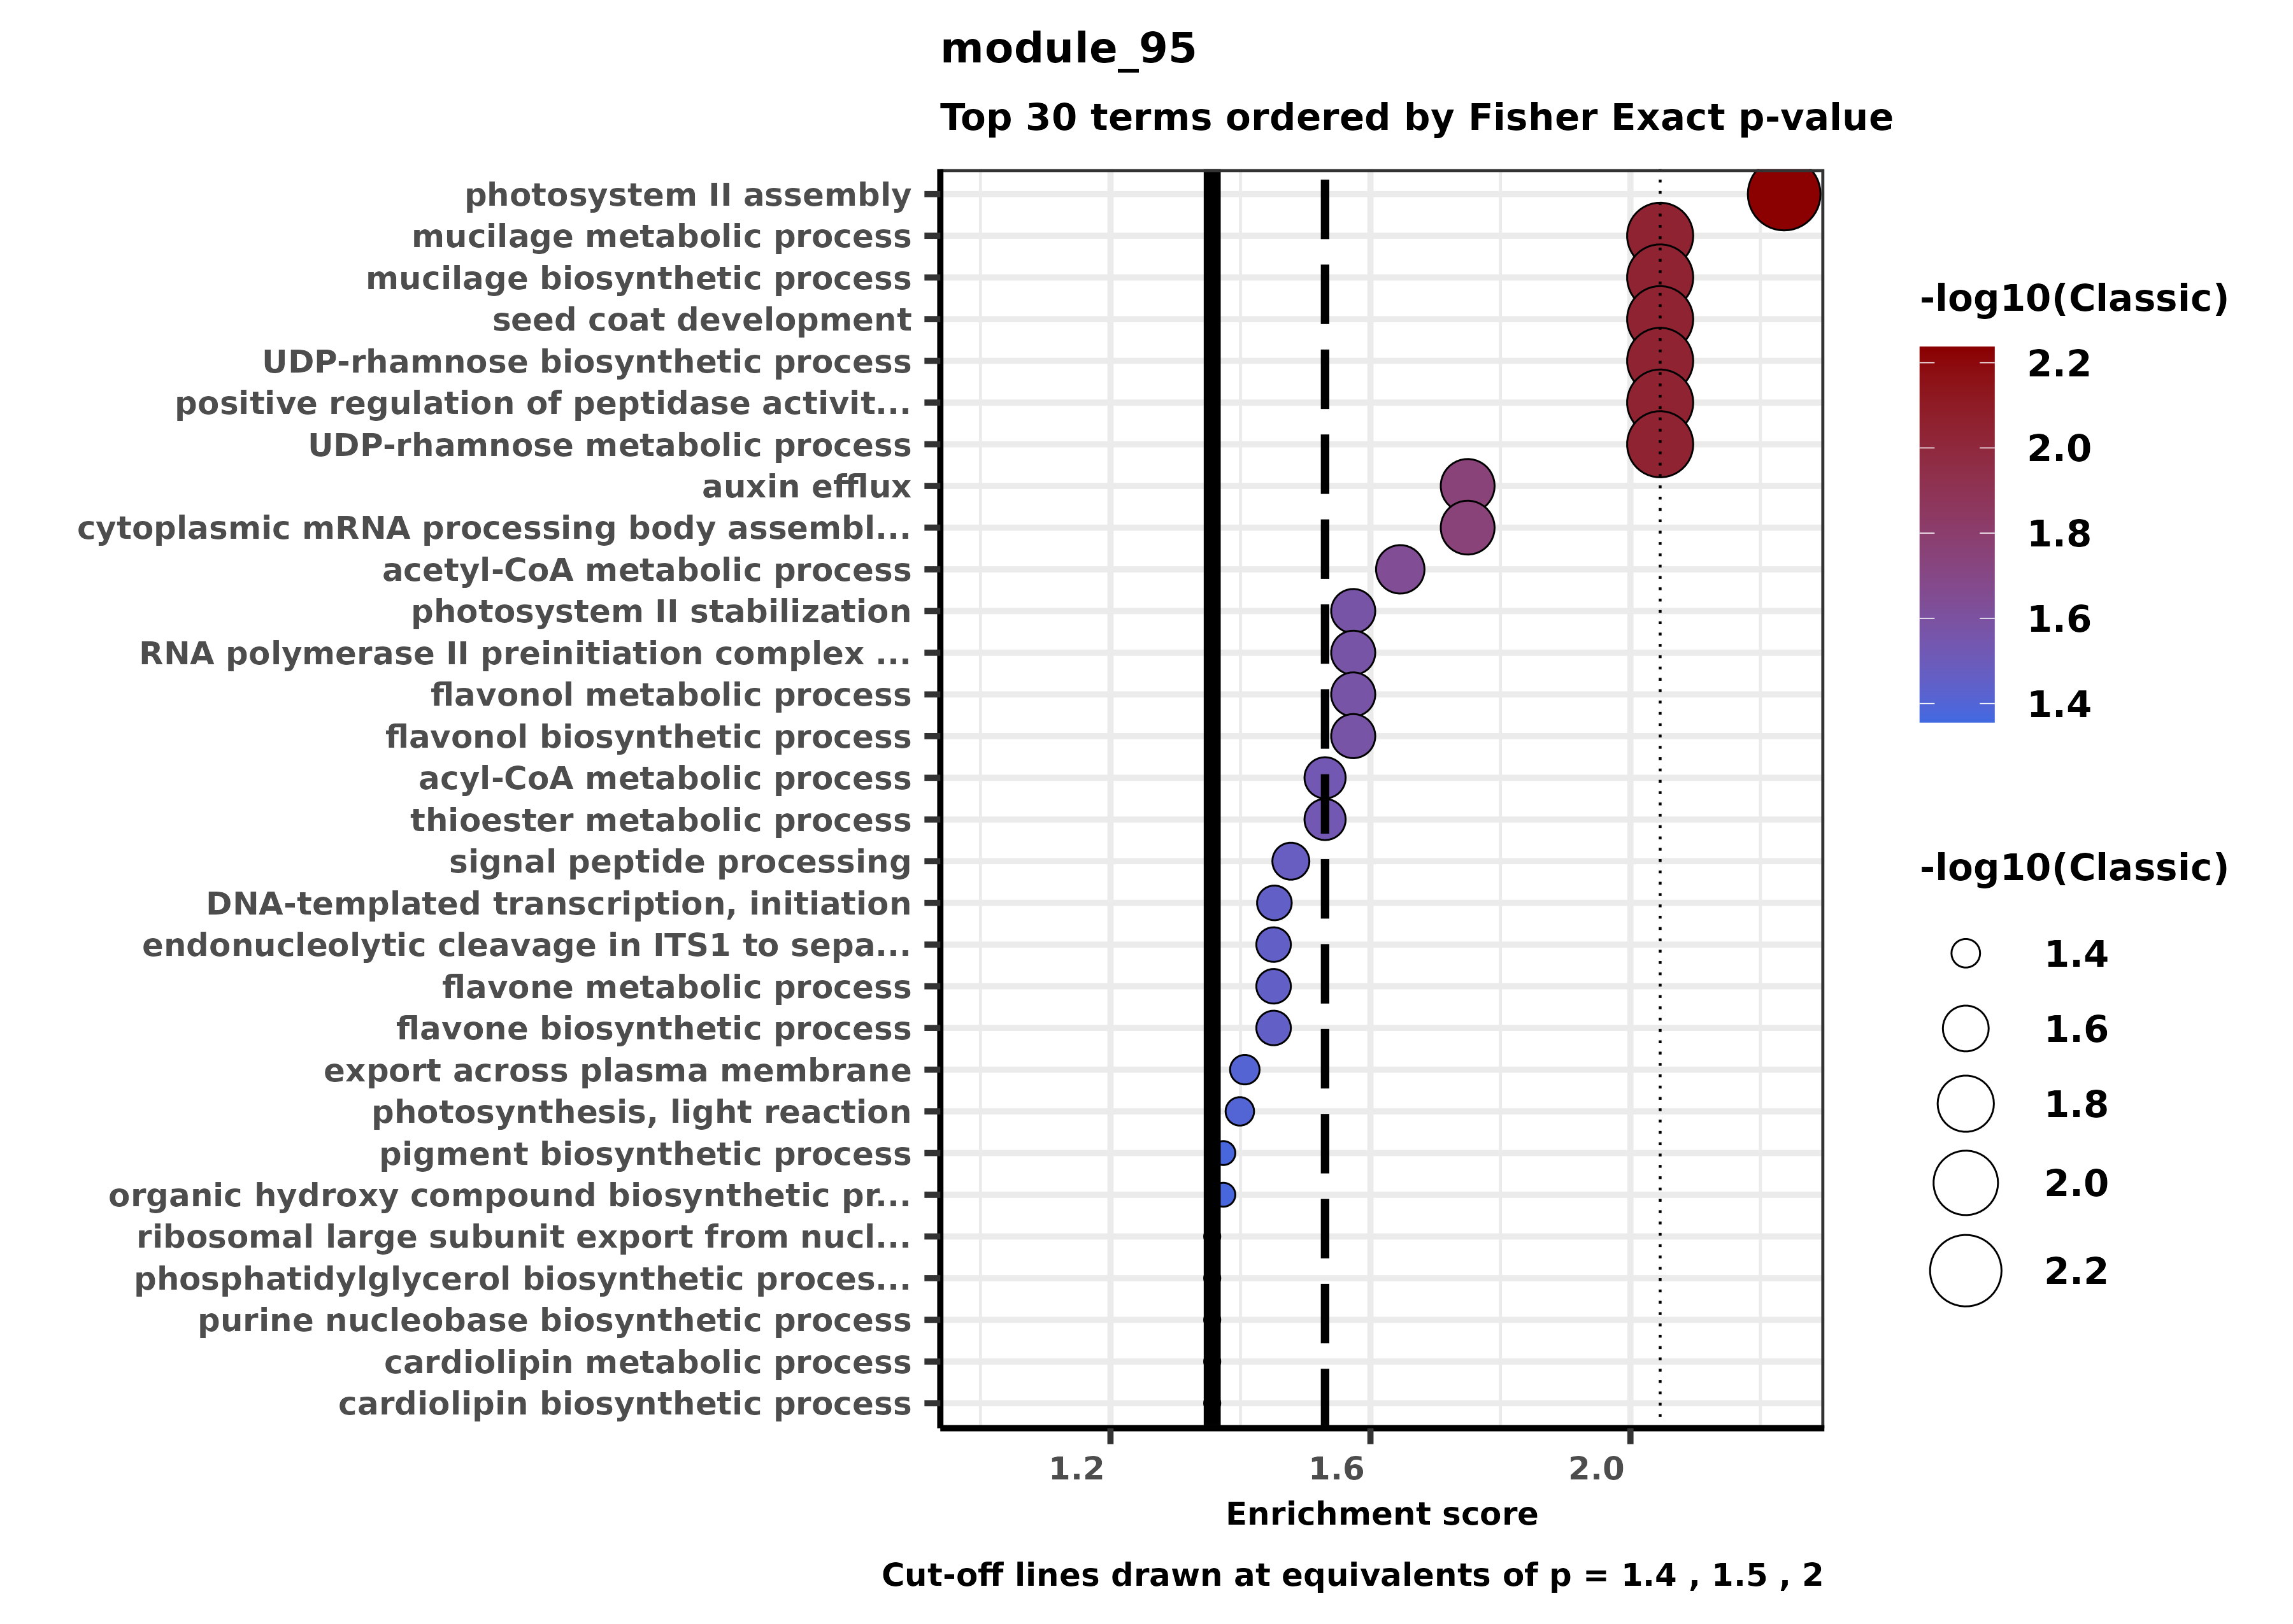 module_95
Top 30 terms ordered by Fisher Exact p-value
photosystem II assembly
mucilage metabolic process
mucilage biosynthetic process
seed coat development
UDP-rhamnose biosynthetic process
positive regulation of peptidase activit...
UDP-rhamnose metabolic process
auxin efflux
cytoplasmic mRNA processing body assembl...
acetyl-CoA metabolic process
photosystem II stabilization
RNA polymerase II preinitiation complex ...
flavonol metabolic process
flavonol biosynthetic process
acyl-CoA metabolic process
thioester metabolic process
signal peptide processing
DNA-templated transcription, initiation
endonucleolytic cleavage in ITS1 to sepa...
flavone metabolic process
flavone biosynthetic process
export across plasma membrane
photosynthesis, light reaction
pigment biosynthetic process
organic hydroxy compound biosynthetic pr...
ribosomal large subunit export from nucl...
phosphatidylglycerol biosynthetic proces...
purine nucleobase biosynthetic process
cardiolipin metabolic process
cardiolipin biosynthetic process
1.2 1.6 2.0
Enrichment score
Cut-off lines drawn at equivalents of p = 1.4 , 1.5 , 2
-log10(Classic)
2.2
2.0
1.8
1.6
1.4
-log10(Classic)
1.4
1.6
1.8
2.0
2.2